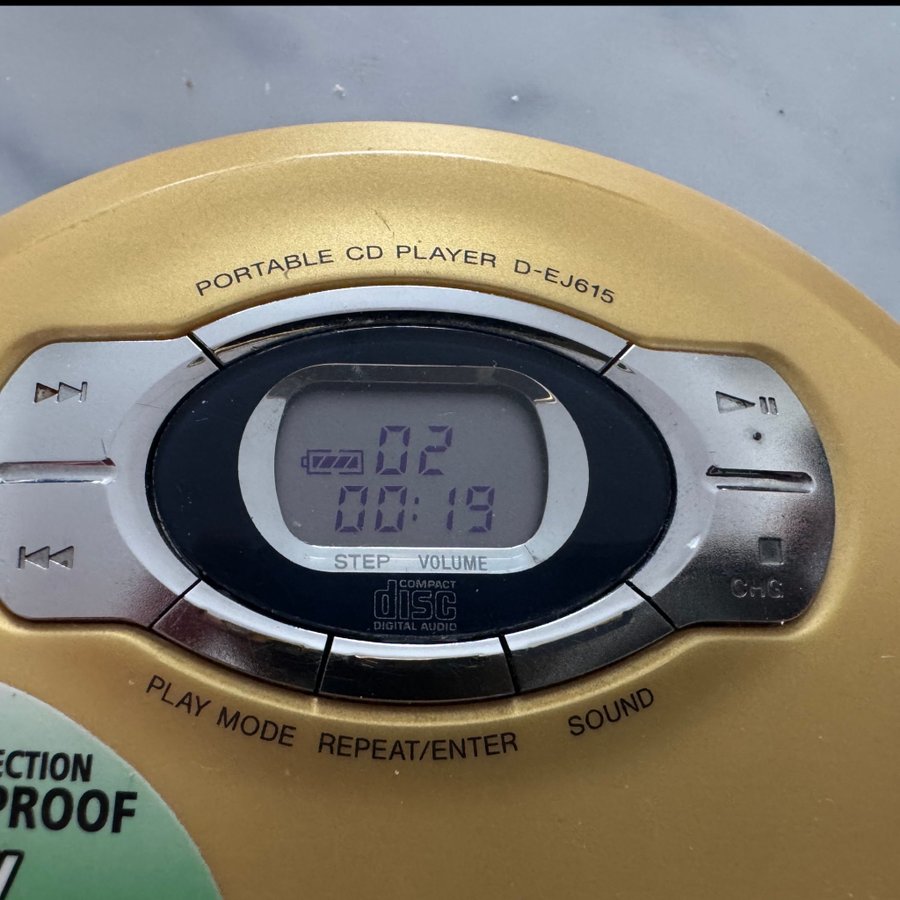 PORTABLE CD PLAYER D-EJ615
02
00:19
STEP VOLUME
COMPACT
disc
DIGITAL AUDIO
CHG
PLAY MODE
REPEAT/ENTER
SOUND
ECTION
PROOF